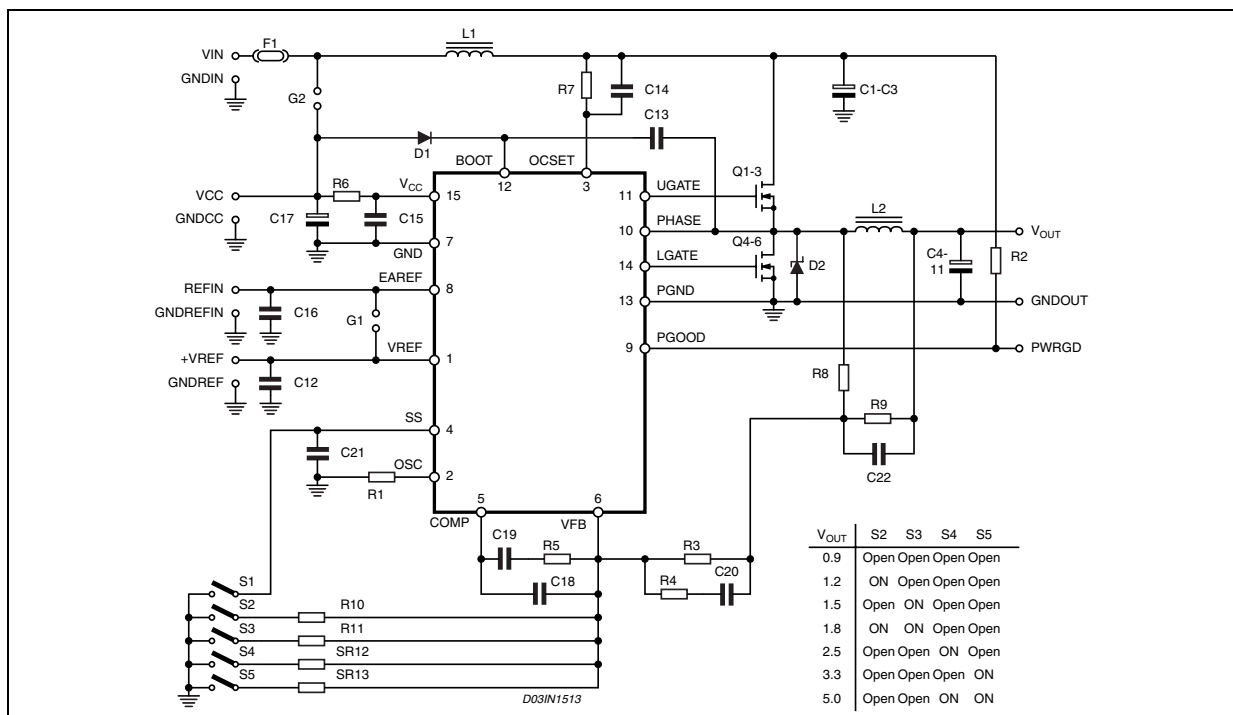 L1
VIN
F1
GNDIN
G2
R7
C14
C1-C3
C13
D1
BOOT
OCSET
12
3
Q1-3
VCC
R6
VCC
15
11
UGATE
C17
C15
L2
10
PHASE
VOUT
GNDCC
7
GND
Q4-6
14
LGATE
D2
C4-
11
R2
EAREF
REFIN
8
13
PGND
GNDOUT
C16
GNDREFIN
G1
VREF
+VREF
1
9
PGOOD
PWRGD
C12
GNDREF
R8
SS
4
R9
C21
OSC
2
R1
C22
5
6
COMP
VFB
C19
R5
R3
C18
R4
C20
S1
S2
R10
S3
R11
S4
SR12
S5
SR13
D03IN1513
VOUT S2 S3 S4 S5
0.9 Open Open Open Open
1.2 ON Open Open Open
1.5 Open ON Open Open
1.8 ON ON Open Open
2.5 Open Open ON Open
3.3 Open Open Open ON
5.0 Open Open ON ON